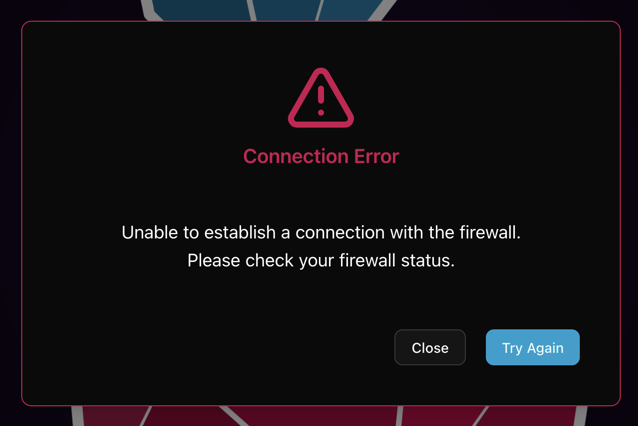 Connection Error
Unable to establish a connection with the firewall.
Please check your firewall status.
Close
Try Again